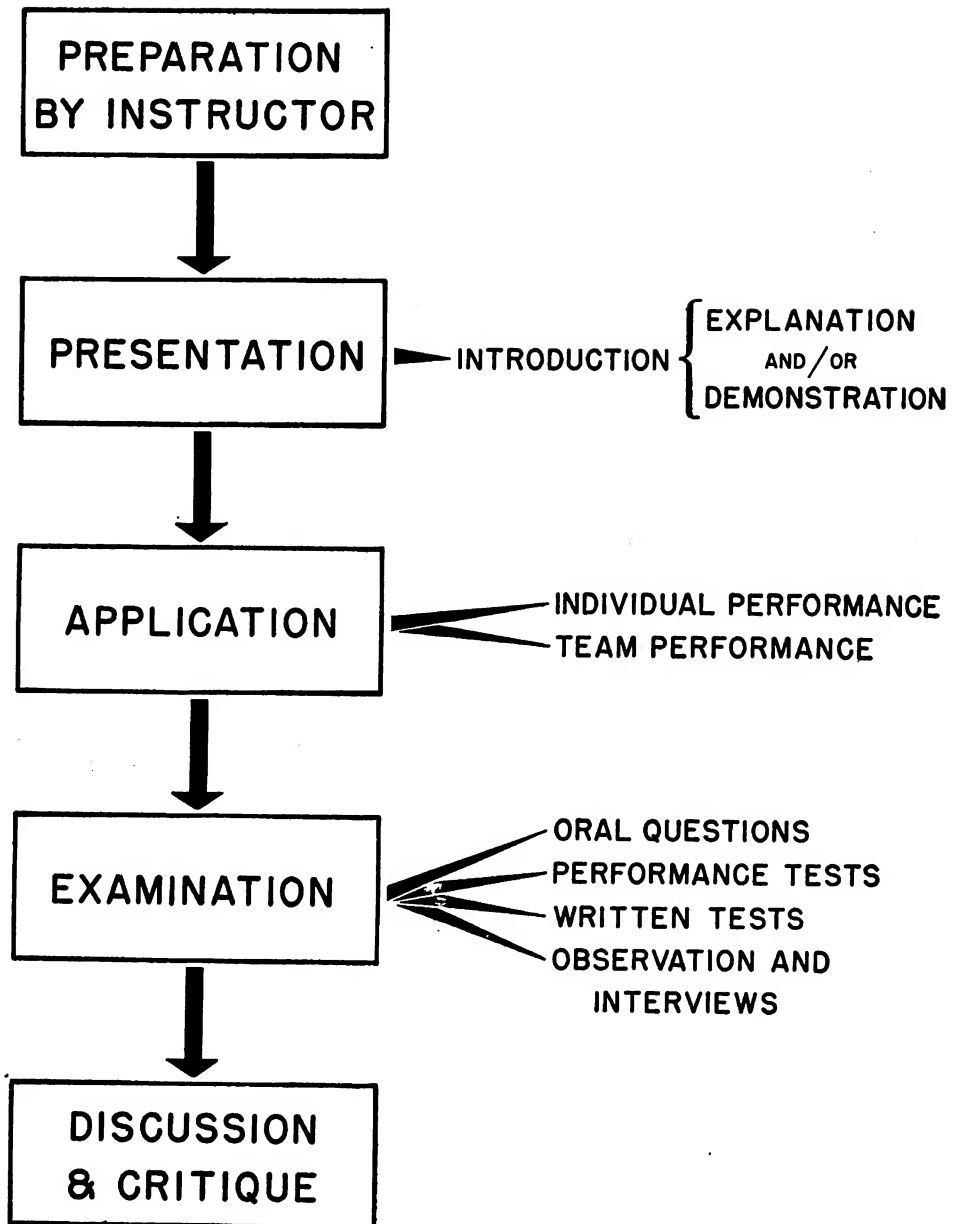 PREPARATION
BY INSTRUCTOR
PRESENTATION
INTRODUCTION
EXPLANATION
AND/OR
DEMONSTRATION
APPLICATION
INDIVIDUAL PERFORMANCE
TEAM PERFORMANCE
EXAMINATION
ORAL QUESTIONS
PERFORMANCE TESTS
WRITTEN TESTS
OBSERVATION AND
INTERVIEWS
DISCUSSION
& CRITIQUE